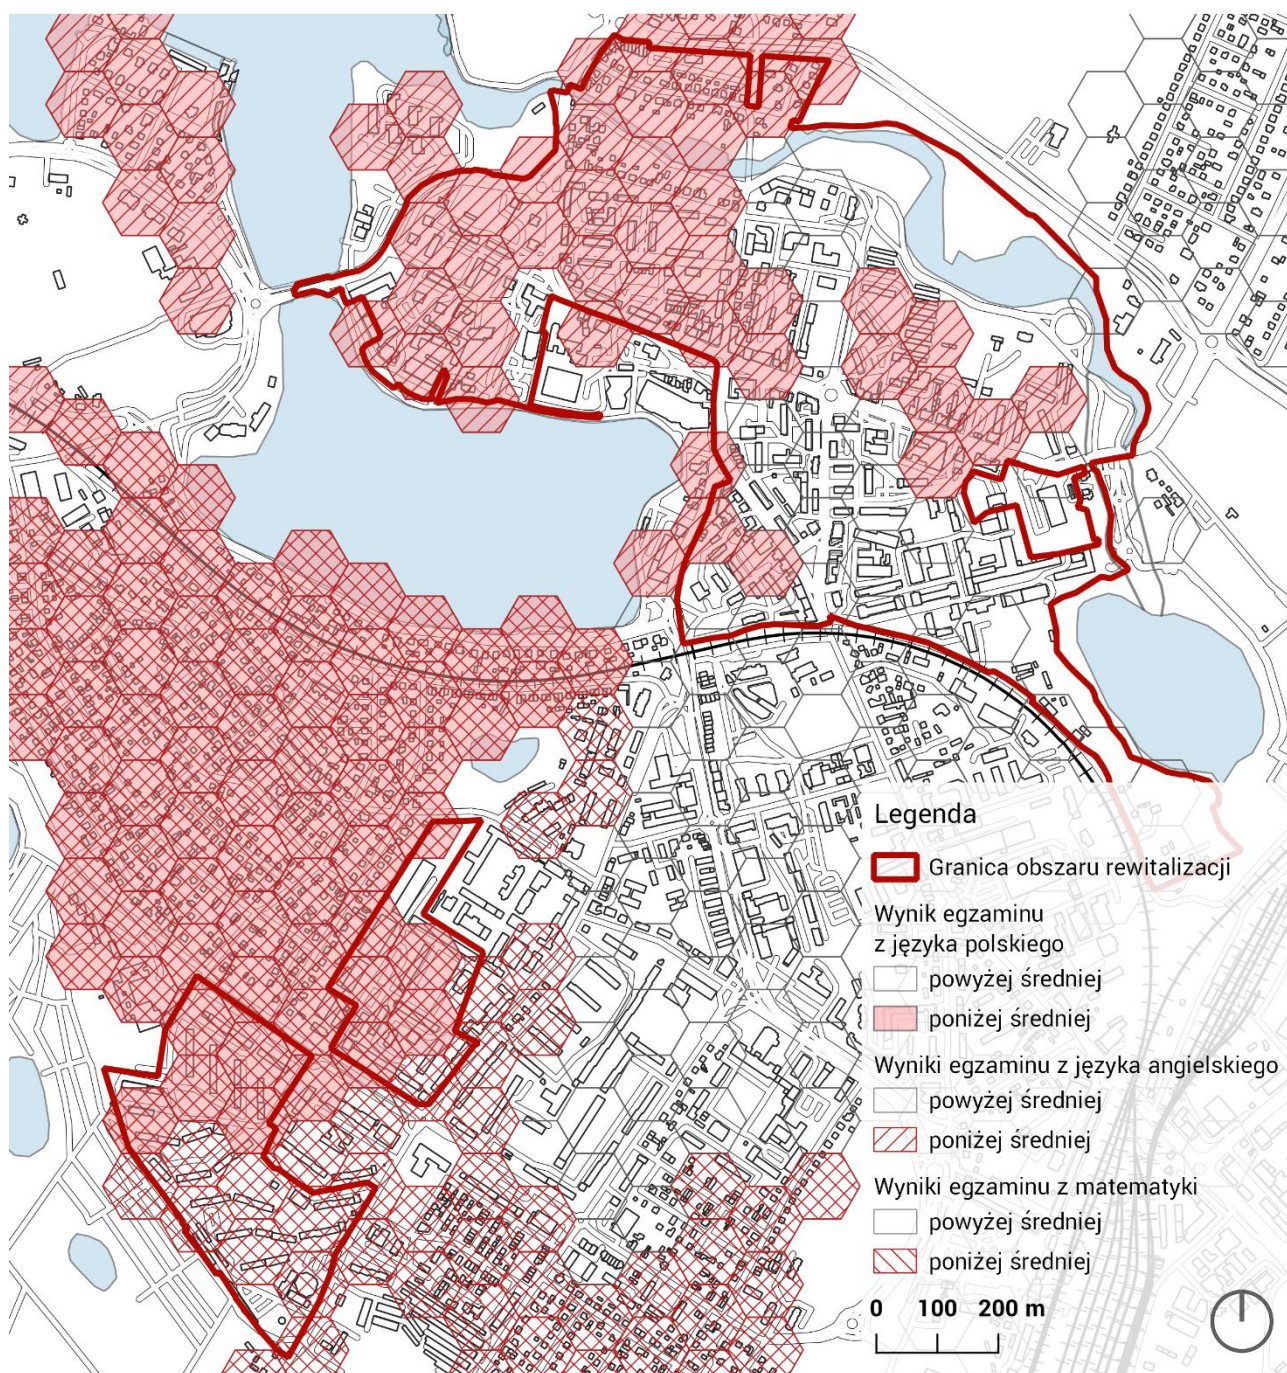 Legenda
Granica obszaru rewitalizacji
Wynik egzaminu
z języka polskiego
powyżej średniej
poniżej średniej
Wyniki egzaminu z języka angielskiego
powyżej średniej
poniżej średniej
Wyniki egzaminu z matematyki
powyżej średniej
poniżej średniej
0 100 200 m